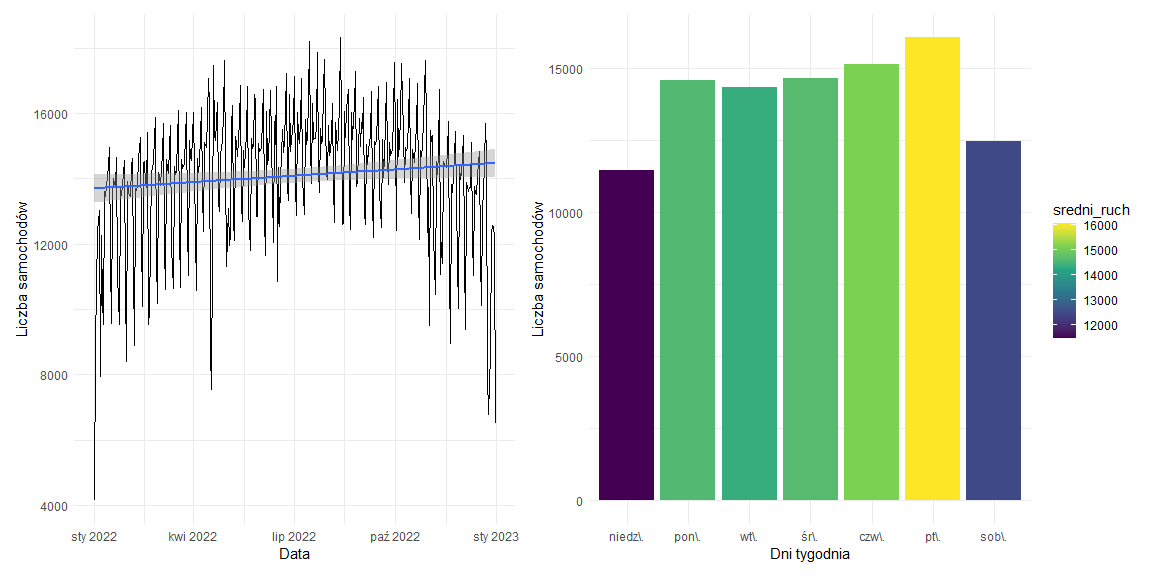 Liczba samochodów
16000
12000
8000
4000
sty 2022
kwi 2022
lip 2022
paź 2022
sty 2023
Data
Liczba samochodów
15000
10000
5000
0
niedz\.
pon\.
wt\.
śr\.
czw\.
pt\.
sob\.
Dni tygodnia
sredni_ruch
16000
15000
14000
13000
12000